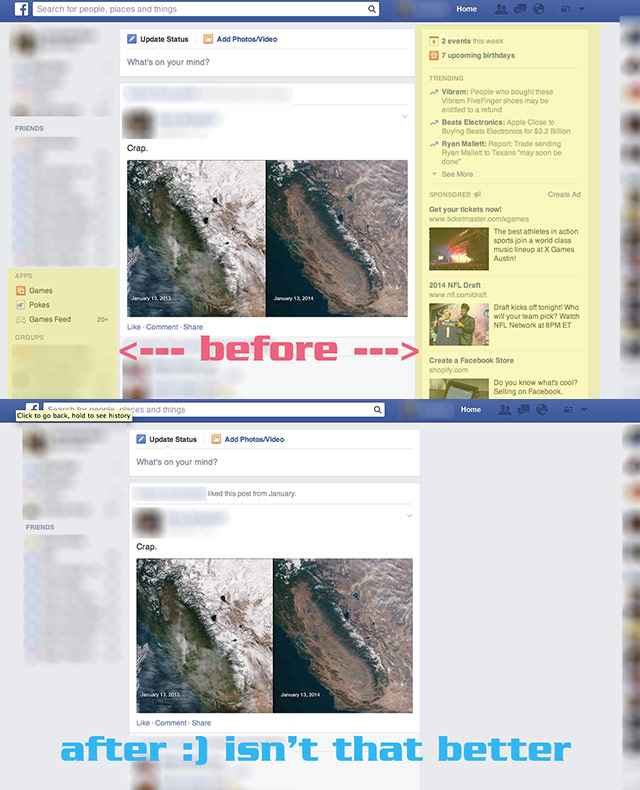 f Search for people, places and things
Home
Update Status Add Photos/Video
What's on your mind?
FRIENDS
APPS
Games
Pokes
Games Feed 20+
GROUPS
Crap.
January 13, 2013 January 13, 2014
Like · Comment · Share
2 events this week
7 upcoming birthdays
TRENDING
Vibram: People who bought these
Vibram FiveFinger shoes may be
entitled to a refund
Beats Electronics: Apple Close to
Buying Beats Electronics for $3.2 Billion
Ryan Mallett: Report: Trade sending
Ryan Mallett to Texans "may soon be
done"
See More
SPONSORED Create Ad
Get your tickets now!
www.ticketmaster.com/xgames
The best athletes in action
sports join a world class
music lineup at X Games
Austin!
2014 NFL Draft
www.nfl.com/draft
Draft kicks off tonight! Who
will your team pick? Watch
NFL Network at 8PM ET
Create a Facebook Store
shopify.com
Do you know what's cool?
Selling on Facebook.
<--- before --->
f Search for people, places and things
Home
Click to go back, hold to see history
Update Status Add Photos/Video
What's on your mind?
FRIENDS
liked this post from January.
Crap.
January 13, 2013 January 13, 2014
Like · Comment · Share
after :) isn't that better